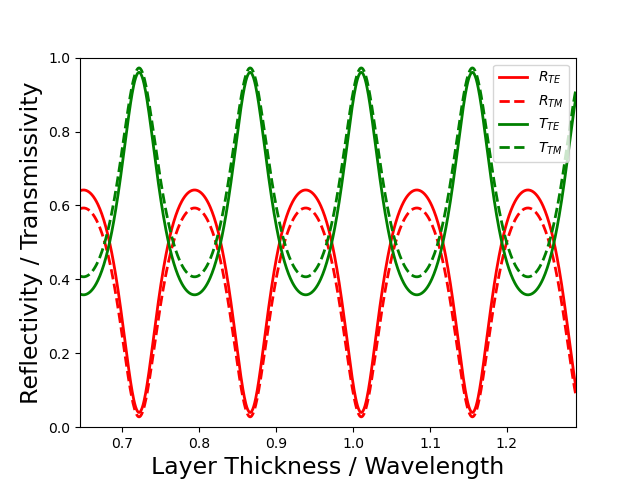 1.0
0.8
0.6
0.4
0.2
0.0
0.7 0.8 0.9 1.0 1.1 1.2
Reflectivity / Transmissivity
Layer Thickness / Wavelength
R_TE
R_TM
T_TE
T_TM